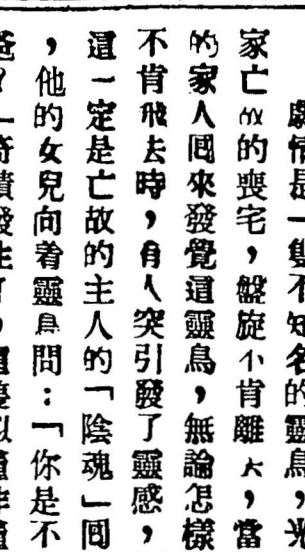 劇情是一隻不知名的靈鳥,
家亡故的喪宅,盤旋不肯離去,當
的家人囘來發覺這靈鳥,無論怎樣
不肯飛去時,有人突引發了靈感,
這一定是亡故的主人的「陰魂」囘
,他的女兒向着靈鳥問:「你是不
爸?」奇蹟發生了,